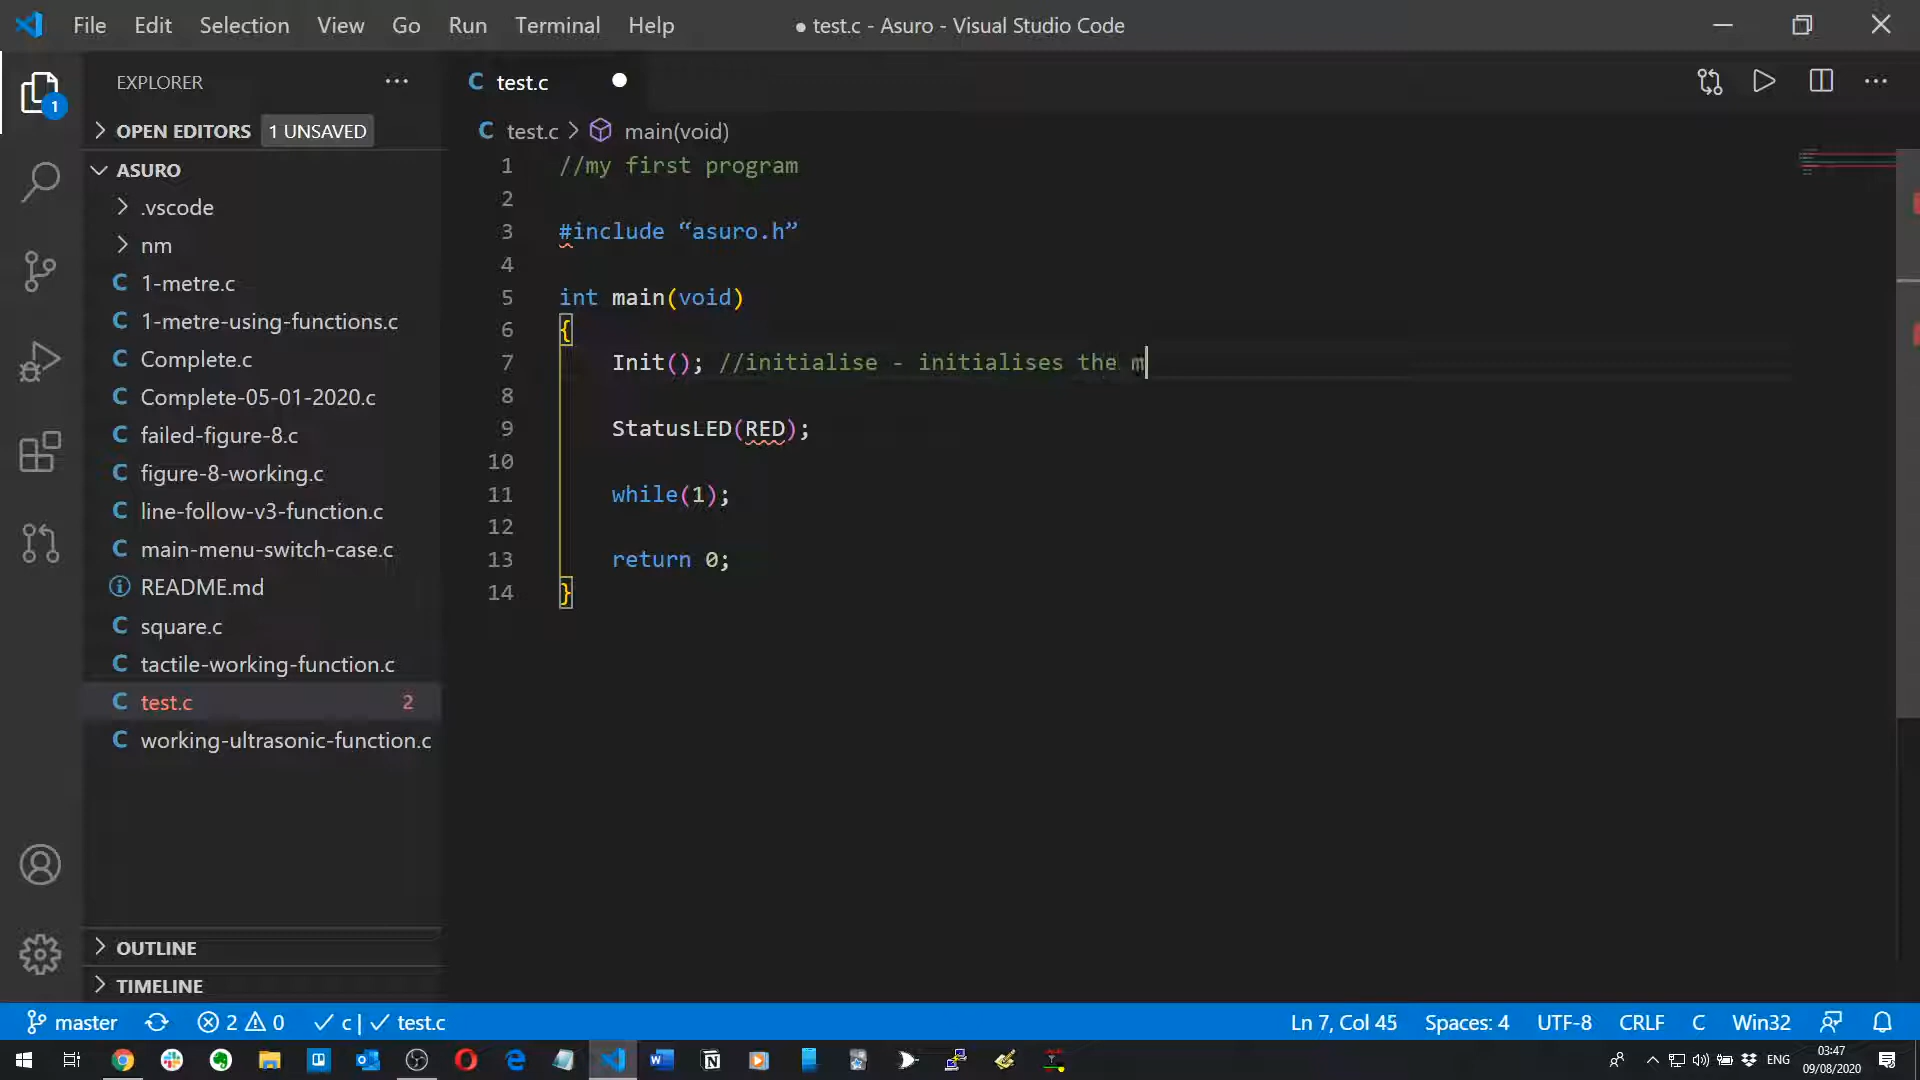 File Edit Selection View Go Run Terminal Help
● test.c - Asuro - Visual Studio Code
EXPLORER
OPEN EDITORS 1 UNSAVED
ASURO
.vscode
nm
C 1-metre.c
C 1-metre-using-functions.c
C Complete.c
C Complete-05-01-2020.c
C failed-figure-8.c
C figure-8-working.c
C line-follow-v3-function.c
C main-menu-switch-case.c
README.md
C square.c
C tactile-working-function.c
C test.c 2
C working-ultrasonic-function.c
OUTLINE
TIMELINE
1
C test.c
C test.c > main(void)
1 //my first program
2
3 #include “asuro.h”
4
5 int main(void)
6 {
7 Init(); //initialise - initialises the m
8
9 StatusLED(RED);
10
11 while(1);
12
13 return 0;
14 }
master 2 0 c | test.c
Ln 7, Col 45 Spaces: 4 UTF-8 CRLF C Win32
ENG
03:47
09/08/2020